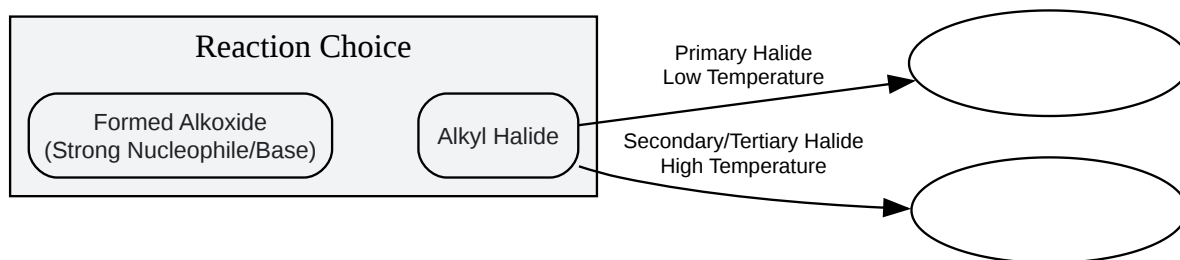 Reaction Choice
Formed Alkoxide
(Strong Nucleophile/Base)
Alkyl Halide
Primary Halide
Low Temperature
Secondary/Tertiary Halide
High Temperature